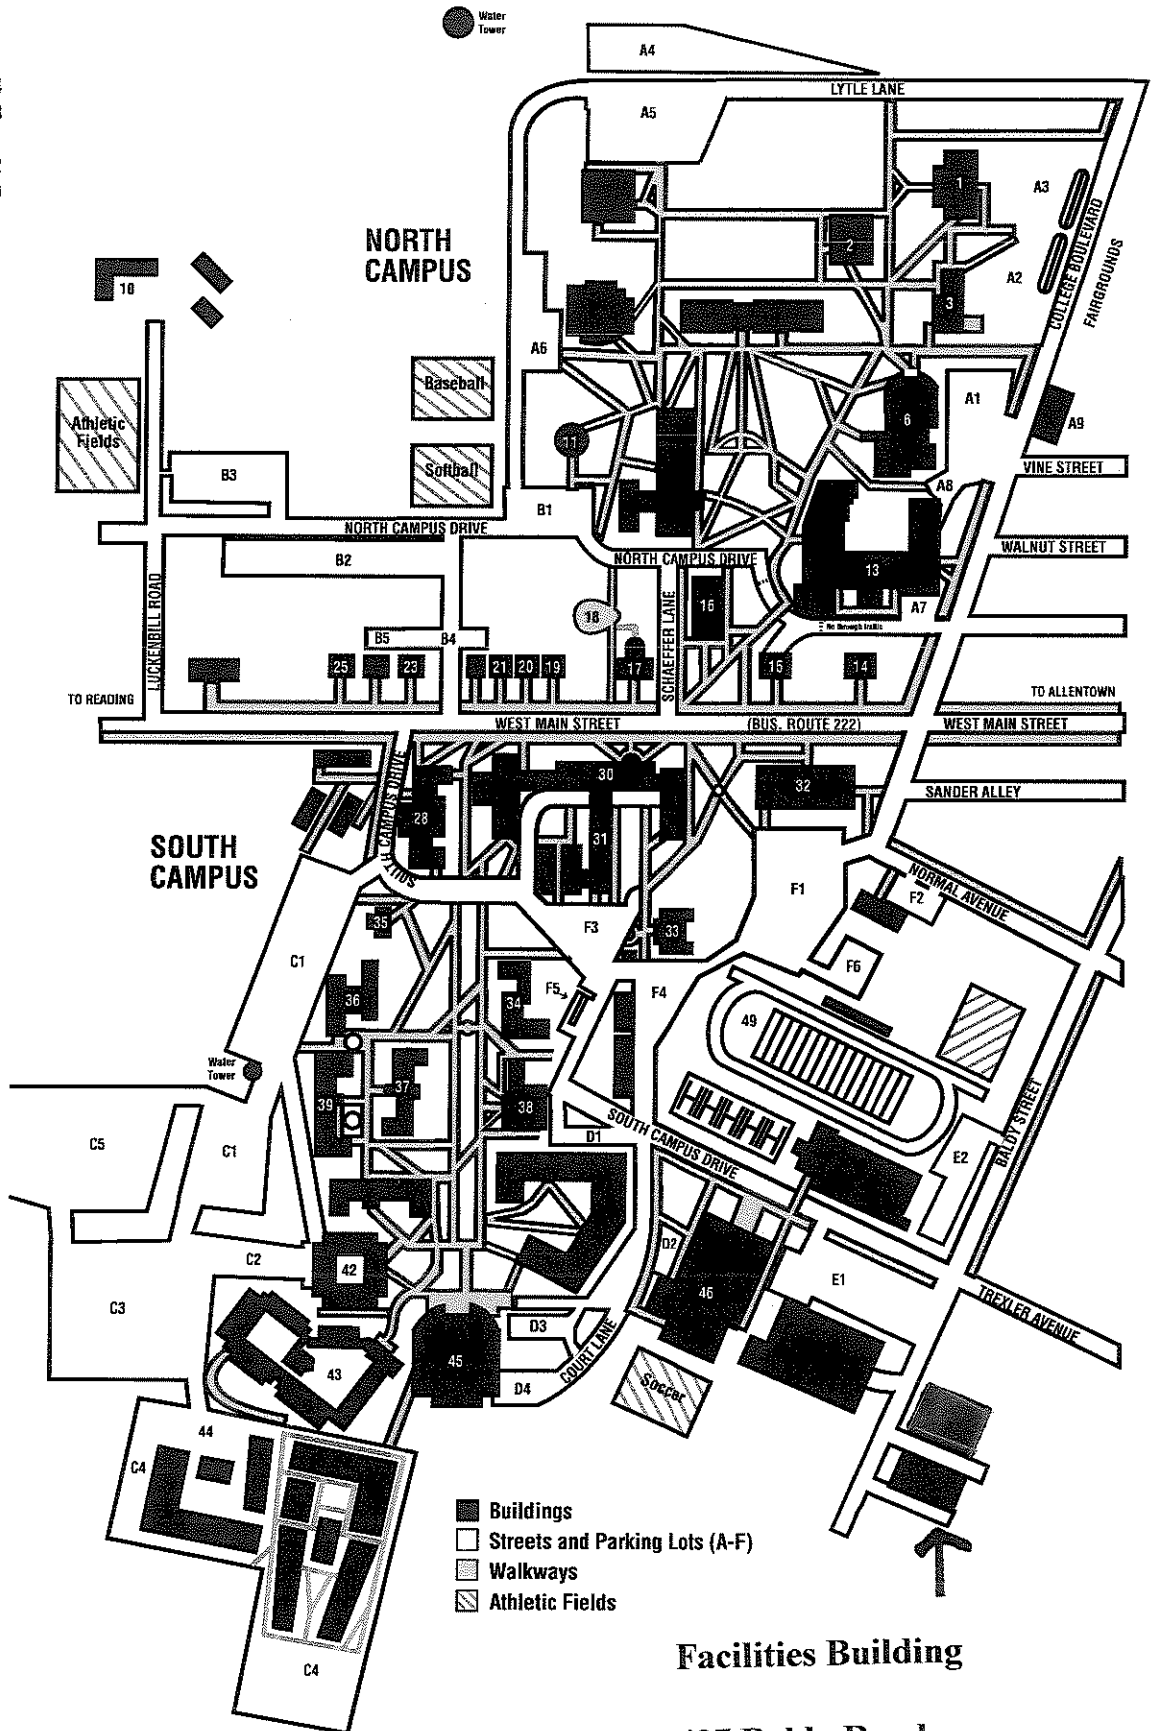 Water
Tower
A4
LYTLE LANE
A5
1
A3
NORTH
CAMPUS
2
COLLEGE BOULEVARD
FAIRGROUNDS
A2
10
3
A6
Baseball
A1
Athletic
Fields
6
A9
11
Softball
VINE STREET
B3
A8
B1
NORTH CAMPUS DRIVE
WALNUT STREET
B2
NORTH CAMPUS DRIVE
13
LUCKENBILL ROAD
16
A7
18
SCHAEFFER LANE
No through traffic
B5
B4
25
23
21
20
19
17
15
14
TO READING
TO ALLENTOWN
WEST MAIN STREET
(BUS. ROUTE 222)
WEST MAIN STREET
30
32
SANDER ALLEY
SOUTH CAMPUS DRIVE
28
31
SOUTH
CAMPUS
NORMAL AVENUE
F1
F2
35
F3
33
C1
F6
36
34
F5
F4
49
Water
Tower
37
39
38
BALDY STREET
SOUTH CAMPUS DRIVE
C5
C1
D1
E2
D2
C2
42
E1
46
C3
TREXLER AVENUE
D3
COURT LANE
43
45
D4
Soccer
44
C4
Buildings
Streets and Parking Lots (A-F)
Walkways
Athletic Fields
C4
Facilities Building